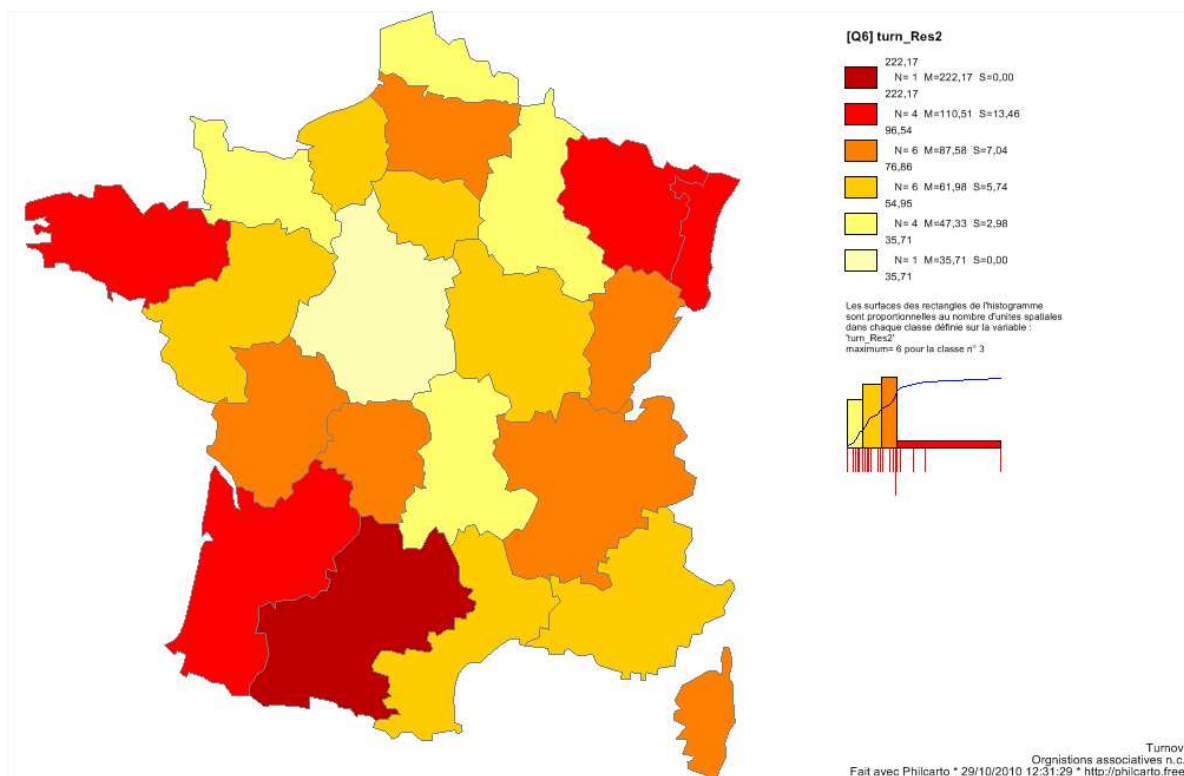 [Q6] turn_Res2
222,17
N= 1 M=222,17 S=0,00
222,17
N= 4 M=110,51 S=13,46
96,54
N= 6 M=87,58 S=7,04
76,86
N= 6 M=61,98 S=5,74
54,95
N= 4 M=47,33 S=2,98
35,71
N= 1 M=35,71 S=0,00
35,71
Les surfaces des rectangles de l'histogramme
sont proportionnelles au nombre d'unites spatiales
dans chaque classe définie sur la variable :
'turn_Res2'
maximum= 6 pour la classe n° 3
Turnov
Orgnistions associatives n.c.
Fait avec Philcarto * 29/10/2010 12:31:29 * http://philcarto.free